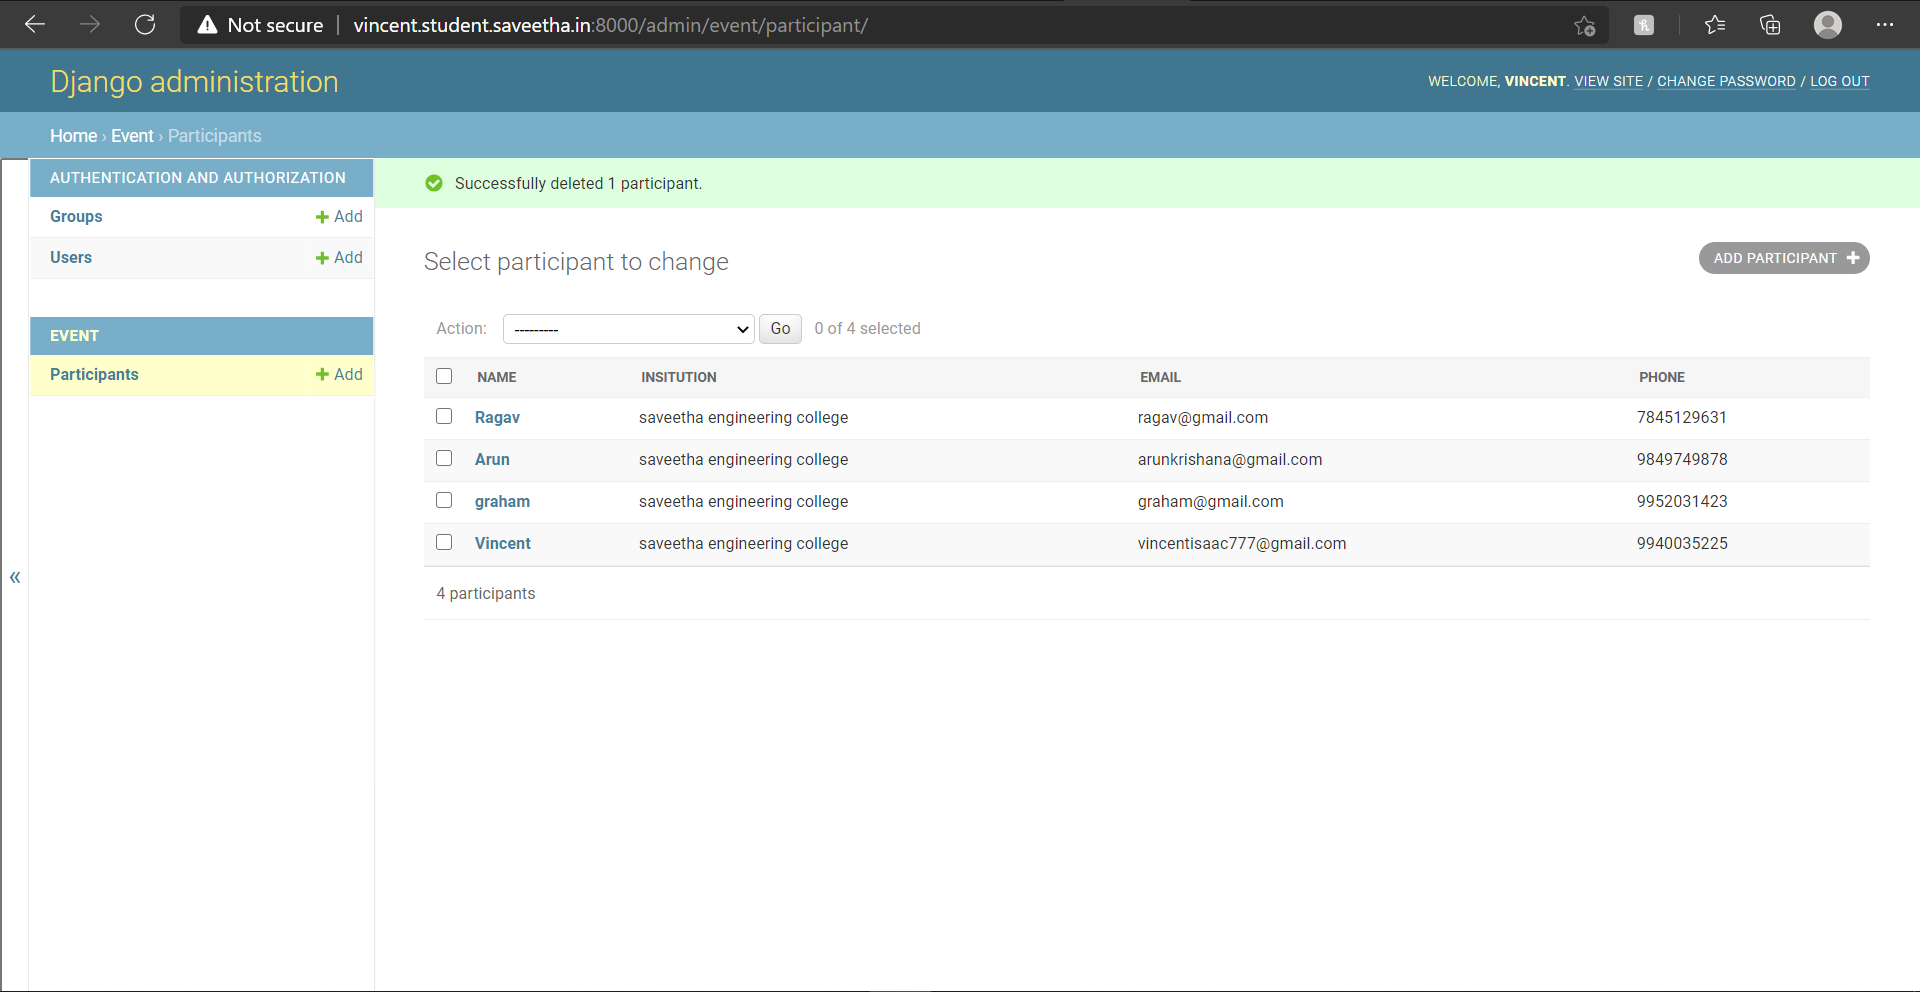 Not secure | vincent.student.saveetha.in:8000/admin/event/participant/
Django administration
WELCOME, VINCENT. VIEW SITE / CHANGE PASSWORD / LOG OUT
Home › Event › Participants
AUTHENTICATION AND AUTHORIZATION
Groups + Add
Users + Add
EVENT
Participants + Add
«
Successfully deleted 1 participant.
Select participant to change
ADD PARTICIPANT +
Action: --------- Go 0 of 4 selected
NAME INSITUTION EMAIL PHONE
Ragav saveetha engineering college ragav@gmail.com 7845129631
Arun saveetha engineering college arunkrishana@gmail.com 9849749878
graham saveetha engineering college graham@gmail.com 9952031423
Vincent saveetha engineering college vincentisaac777@gmail.com 9940035225
4 participants